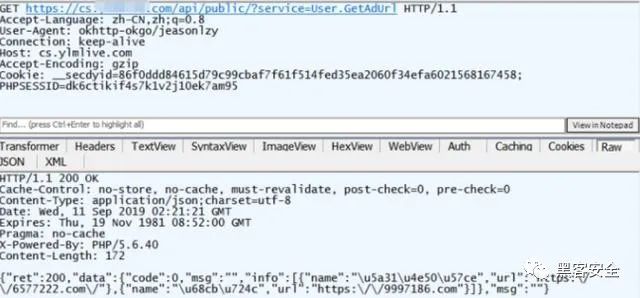 GET https://cs. .com/api/public/?service=User.GetAdUrl HTTP/1.1
Accept-Language: zh-CN,zh;q=0.8
User-Agent: okhttp-okgo/jeasonlzy
Connection: keep-alive
Host: cs.ylmlive.com
Accept-Encoding: gzip
Cookie: __secdyid=86f0ddd84615d79c99cbaf7f61f514fed35ea2060f34efa6021568167458;
PHPSESSID=dk6ctikif4s7k1v2j10ek7am95
Find... (press Ctrl+Enter to highlight all)
View in Notepad
Transformer Headers TextView SyntaxView ImageView HexView WebView Auth Caching Cookies Raw
JSON XML
HTTP/1.1 200 OK
Cache-Control: no-store, no-cache, must-revalidate, post-check=0, pre-check=0
Content-Type: application/json;charset=utf-8
Date: Wed, 11 Sep 2019 02:21:21 GMT
Expires: Thu, 19 Nov 1981 08:52:00 GMT
Pragma: no-cache
X-Powered-By: PHP/5.6.40
Content-Length: 172
{"ret":200,"data":{"code":0,"msg":"","info":[{"name":"\u5a31\u4e50\u57ce","url":"https:\/
\/6577222.com\/"},{"name":"\u68cb\u724c","url":"https:\/\/9997186.com"}]},"msg":""}
黑客安全